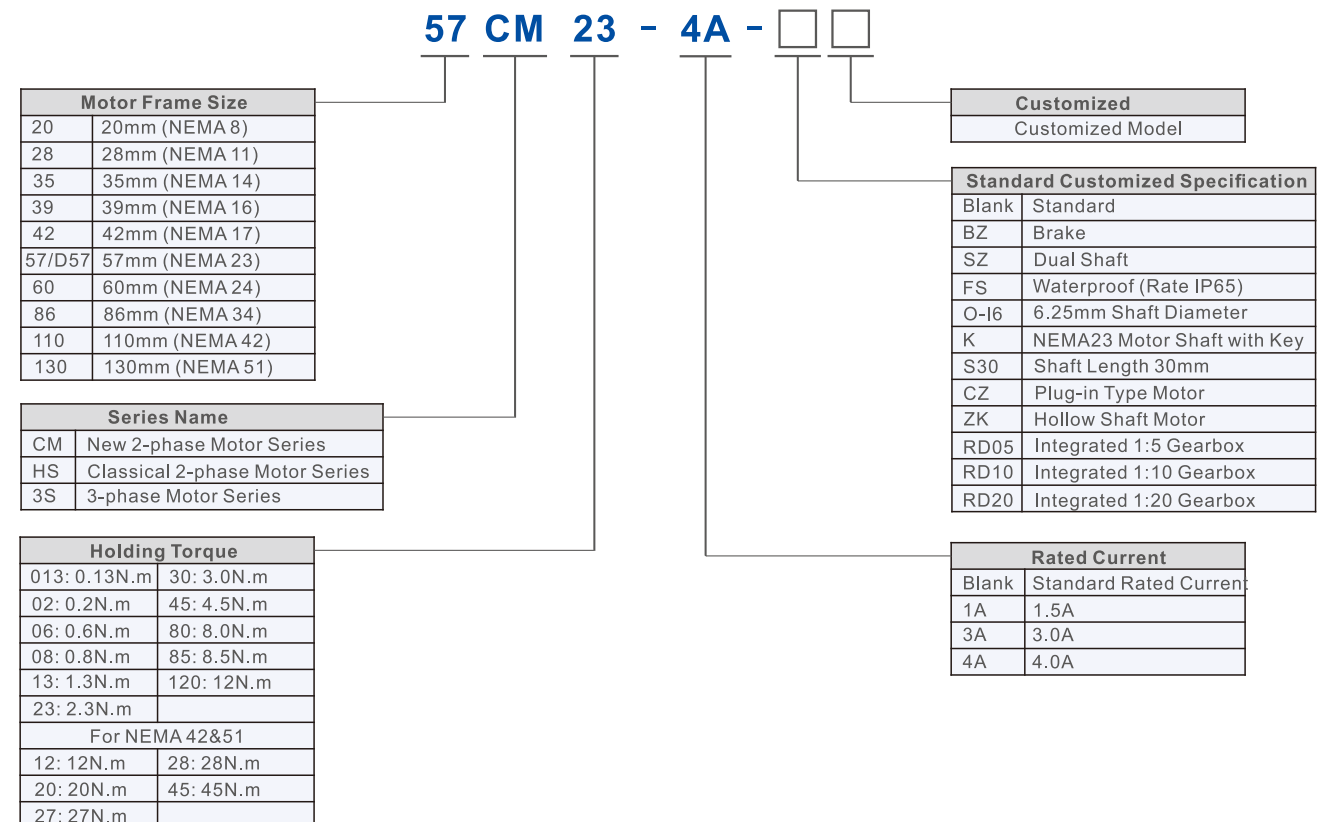 57 CM 23 - 4A -
Motor Frame Size
20 20mm (NEMA 8)
28 28mm (NEMA 11)
35 35mm (NEMA 14)
39 39mm (NEMA 16)
42 42mm (NEMA 17)
57/D57 57mm (NEMA 23)
60 60mm (NEMA 24)
86 86mm (NEMA 34)
110 110mm (NEMA 42)
130 130mm (NEMA 51)
Series Name
CM New 2-phase Motor Series
HS Classical 2-phase Motor Series
3S 3-phase Motor Series
Holding Torque
013: 0.13N.m 30: 3.0N.m
02: 0.2N.m 45: 4.5N.m
06: 0.6N.m 80: 8.0N.m
08: 0.8N.m 85: 8.5N.m
13: 1.3N.m 120: 12N.m
23: 2.3N.m
For NEMA 42&51
12: 12N.m 28: 28N.m
20: 20N.m 45: 45N.m
27: 27N.m
Customized
Customized Model
Standard Customized Specification
Blank Standard
BZ Brake
SZ Dual Shaft
FS Waterproof (Rate IP65)
O-I6 6.25mm Shaft Diameter
K NEMA23 Motor Shaft with Key
S30 Shaft Length 30mm
CZ Plug-in Type Motor
ZK Hollow Shaft Motor
RD05 Integrated 1:5 Gearbox
RD10 Integrated 1:10 Gearbox
RD20 Integrated 1:20 Gearbox
Rated Current
Blank Standard Rated Current
1A 1.5A
3A 3.0A
4A 4.0A